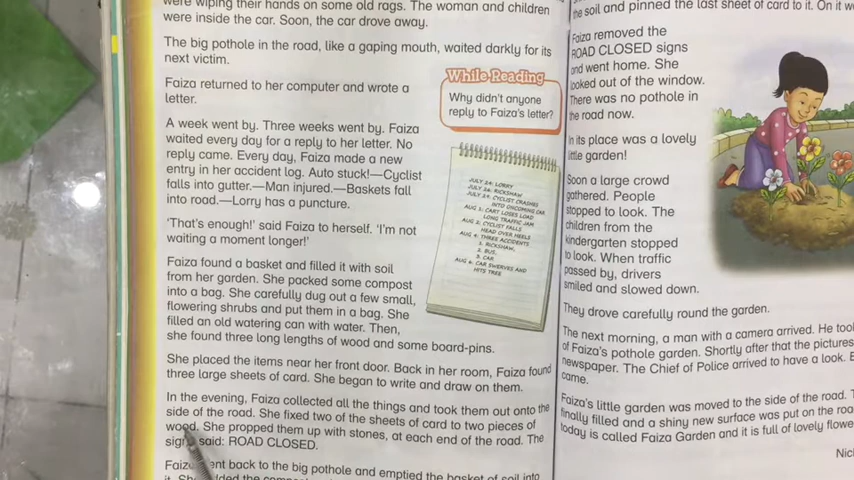 were wiping their hands on some old rags. The woman and children
were inside the car. Soon, the car drove away.
The big pothole in the road, like a gaping mouth, waited darkly for its
next victim.
Faiza returned to her computer and wrote a
letter.
A week went by. Three weeks went by. Faiza
waited every day for a reply to her letter. No
reply came. Every day, Faiza made a new
entry in her accident log. Auto stuck!—Cyclist
falls into gutter.—Man injured.—Baskets fall
into road.—Lorry has a puncture.
‘That’s enough!’ said Faiza to herself. ‘I’m not
waiting a moment longer!’
Faiza found a basket and filled it with soil
from her garden. She packed some compost
into a bag. She carefully dug out a few small,
flowering shrubs and put them in a bag. She
filled an old watering can with water. Then,
she found three long lengths of wood and some board-pins.
She placed the items near her front door. Back in her room, Faiza found
three large sheets of card. She began to write and draw on them.
In the evening, Faiza collected all the things and took them out onto the
side of the road. She fixed two of the sheets of card to two pieces of
wood. She propped them up with stones, at each end of the road. The
said: ROAD CLOSED.
back to the big pothole and emptied the basket of soil into
While Reading
Why didn’t anyone
reply to Faiza’s letter?
JULY 24: LORRY
JULY 26: RICKSHAW
CYCLIST CRASHES
INTO ONCOMING CAR
AUG 1: CART LOSES LOAD
LONG TRAFFIC JAM
AUG 2: CYCLIST FALLS
HEAD OVER HEELS
AUG 4: THREE ACCIDENTS
1. RICKSHAW,
2. BUS,
3. CAR
AUG 6: CAR SWERVES AND
HITS TREE
the soil and pinned the last sheet of card to it. On it
Faiza removed the
ROAD CLOSED signs
and went home. She
looked out of the window.
There was no pothole in
the road now.
In its place was a lovely
little garden!
Soon a large crowd
gathered. People
stopped to look. The
children from the
kindergarten stopped
to look. When traffic
passed by, drivers
smiled and slowed down.
They drove carefully round the garden.
The next morning, a man with a camera arrived. He
of Faiza’s pothole garden. Shortly after that the pictures
newspaper. The Chief of Police arrived to have a look.
came.
Faiza’s little garden was moved to the side of the road.
finally filled and a shiny new surface was put on the
today is called Faiza Garden and it is full of lovely